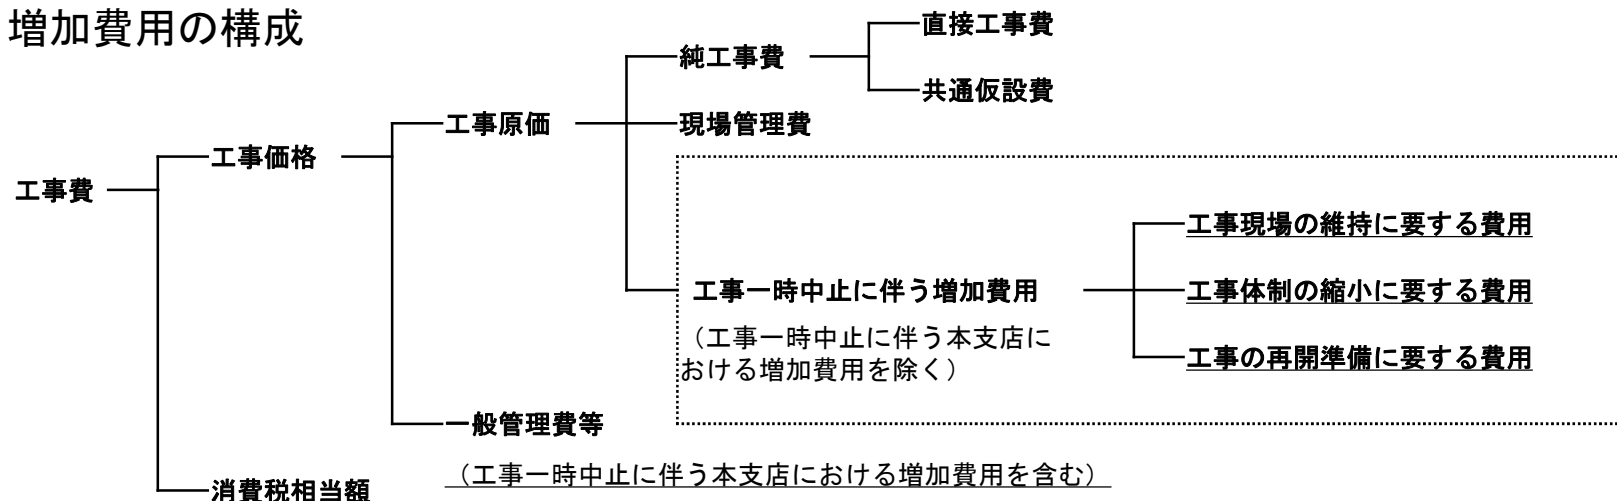 増加費用の構成
直接工事費
純工事費
共通仮設費
工事原価
現場管理費
工事価格
工事費
工事現場の維持に要する費用
工事一時中止に伴う増加費用
工事体制の縮小に要する費用
（工事一時中止に伴う本支店に
おける増加費用を除く）
工事の再開準備に要する費用
一般管理費等
（工事一時中止に伴う本支店における増加費用を含む）
消費税相当額